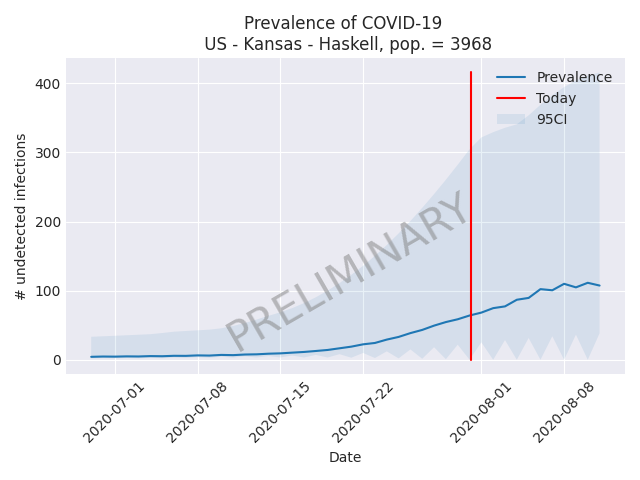 Prevalence of COVID-19
US - Kansas - Haskell, pop. = 3968
Prevalence
Today
95CI
# undetected infections
400
300
200
100
0
PRELIMINARY
2020-07-01
2020-07-08
2020-07-15
2020-07-22
2020-08-01
2020-08-08
Date